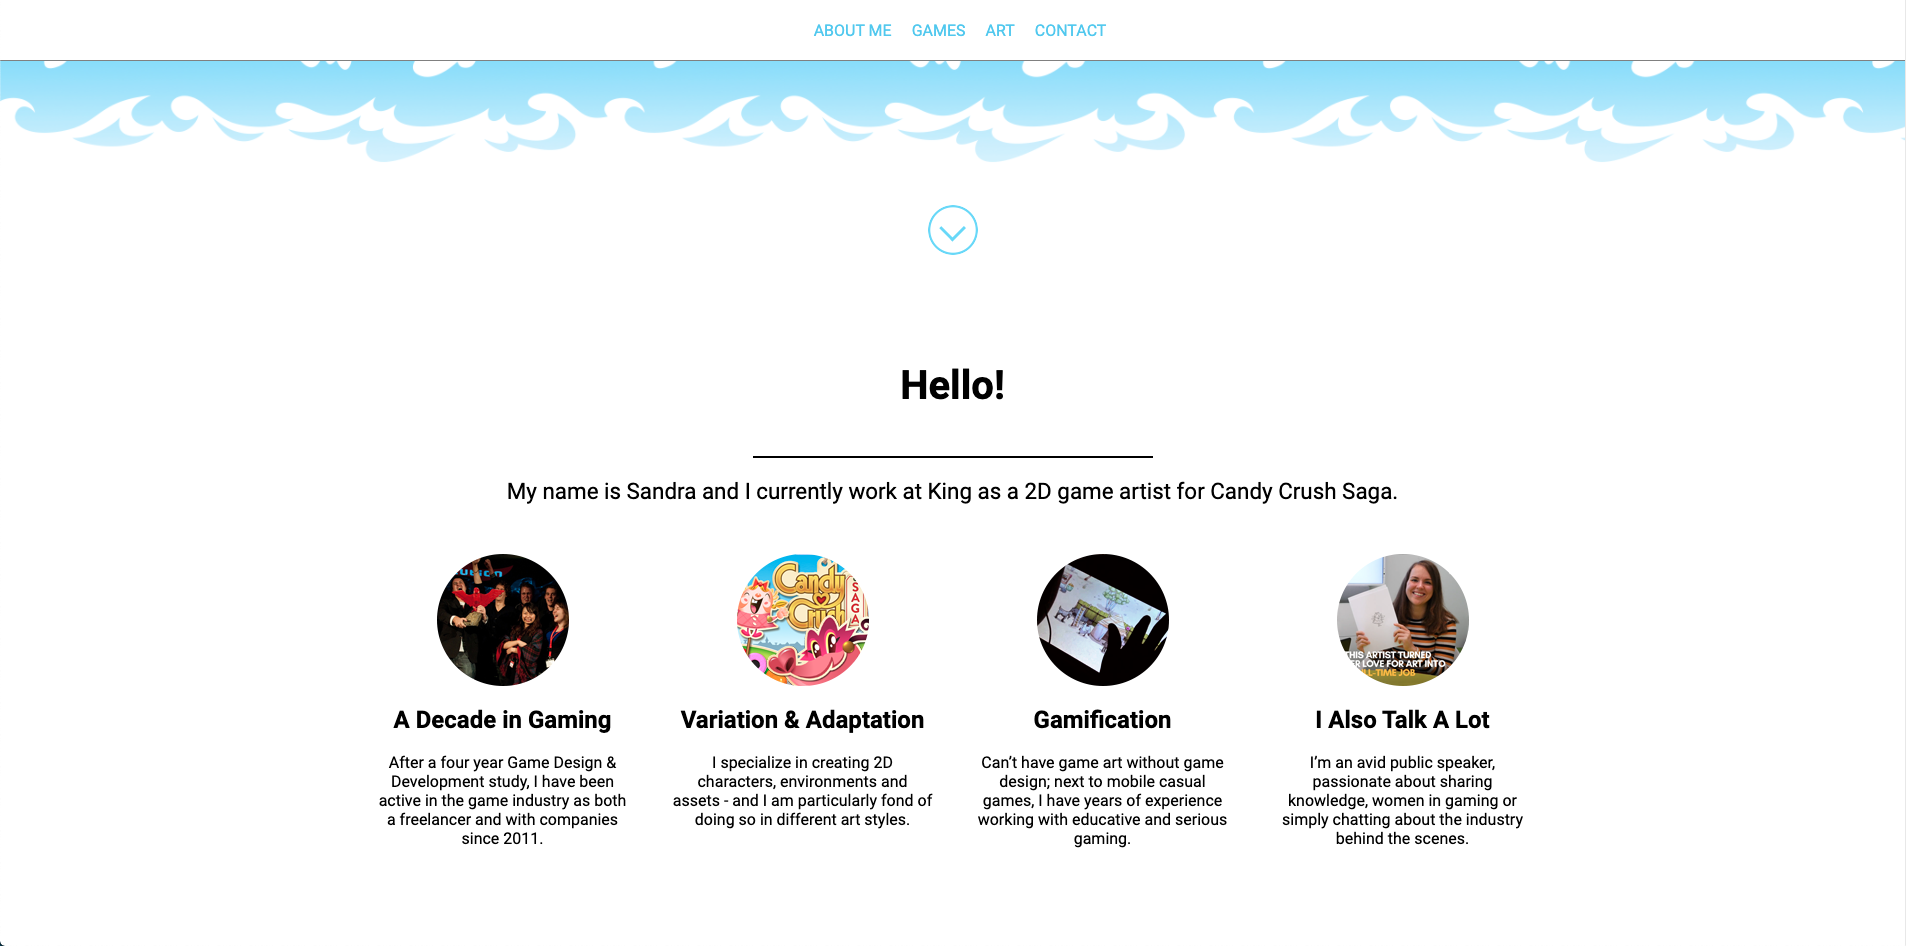 ABOUT ME GAMES ART CONTACT
Hello!
My name is Sandra and I currently work at King as a 2D game artist for Candy Crush Saga.
Candy
Crush
SAGA
THIS ARTIST TURNED
LOVE FOR ART INTO
TIME JOB
A Decade in Gaming
After a four year Game Design &
Development study, I have been
active in the game industry as both
a freelancer and with companies
since 2011.
Variation & Adaptation
I specialize in creating 2D
characters, environments and
assets - and I am particularly fond of
doing so in different art styles.
Gamification
Can’t have game art without game
design; next to mobile casual
games, I have years of experience
working with educative and serious
gaming.
I Also Talk A Lot
I’m an avid public speaker,
passionate about sharing
knowledge, women in gaming or
simply chatting about the industry
behind the scenes.